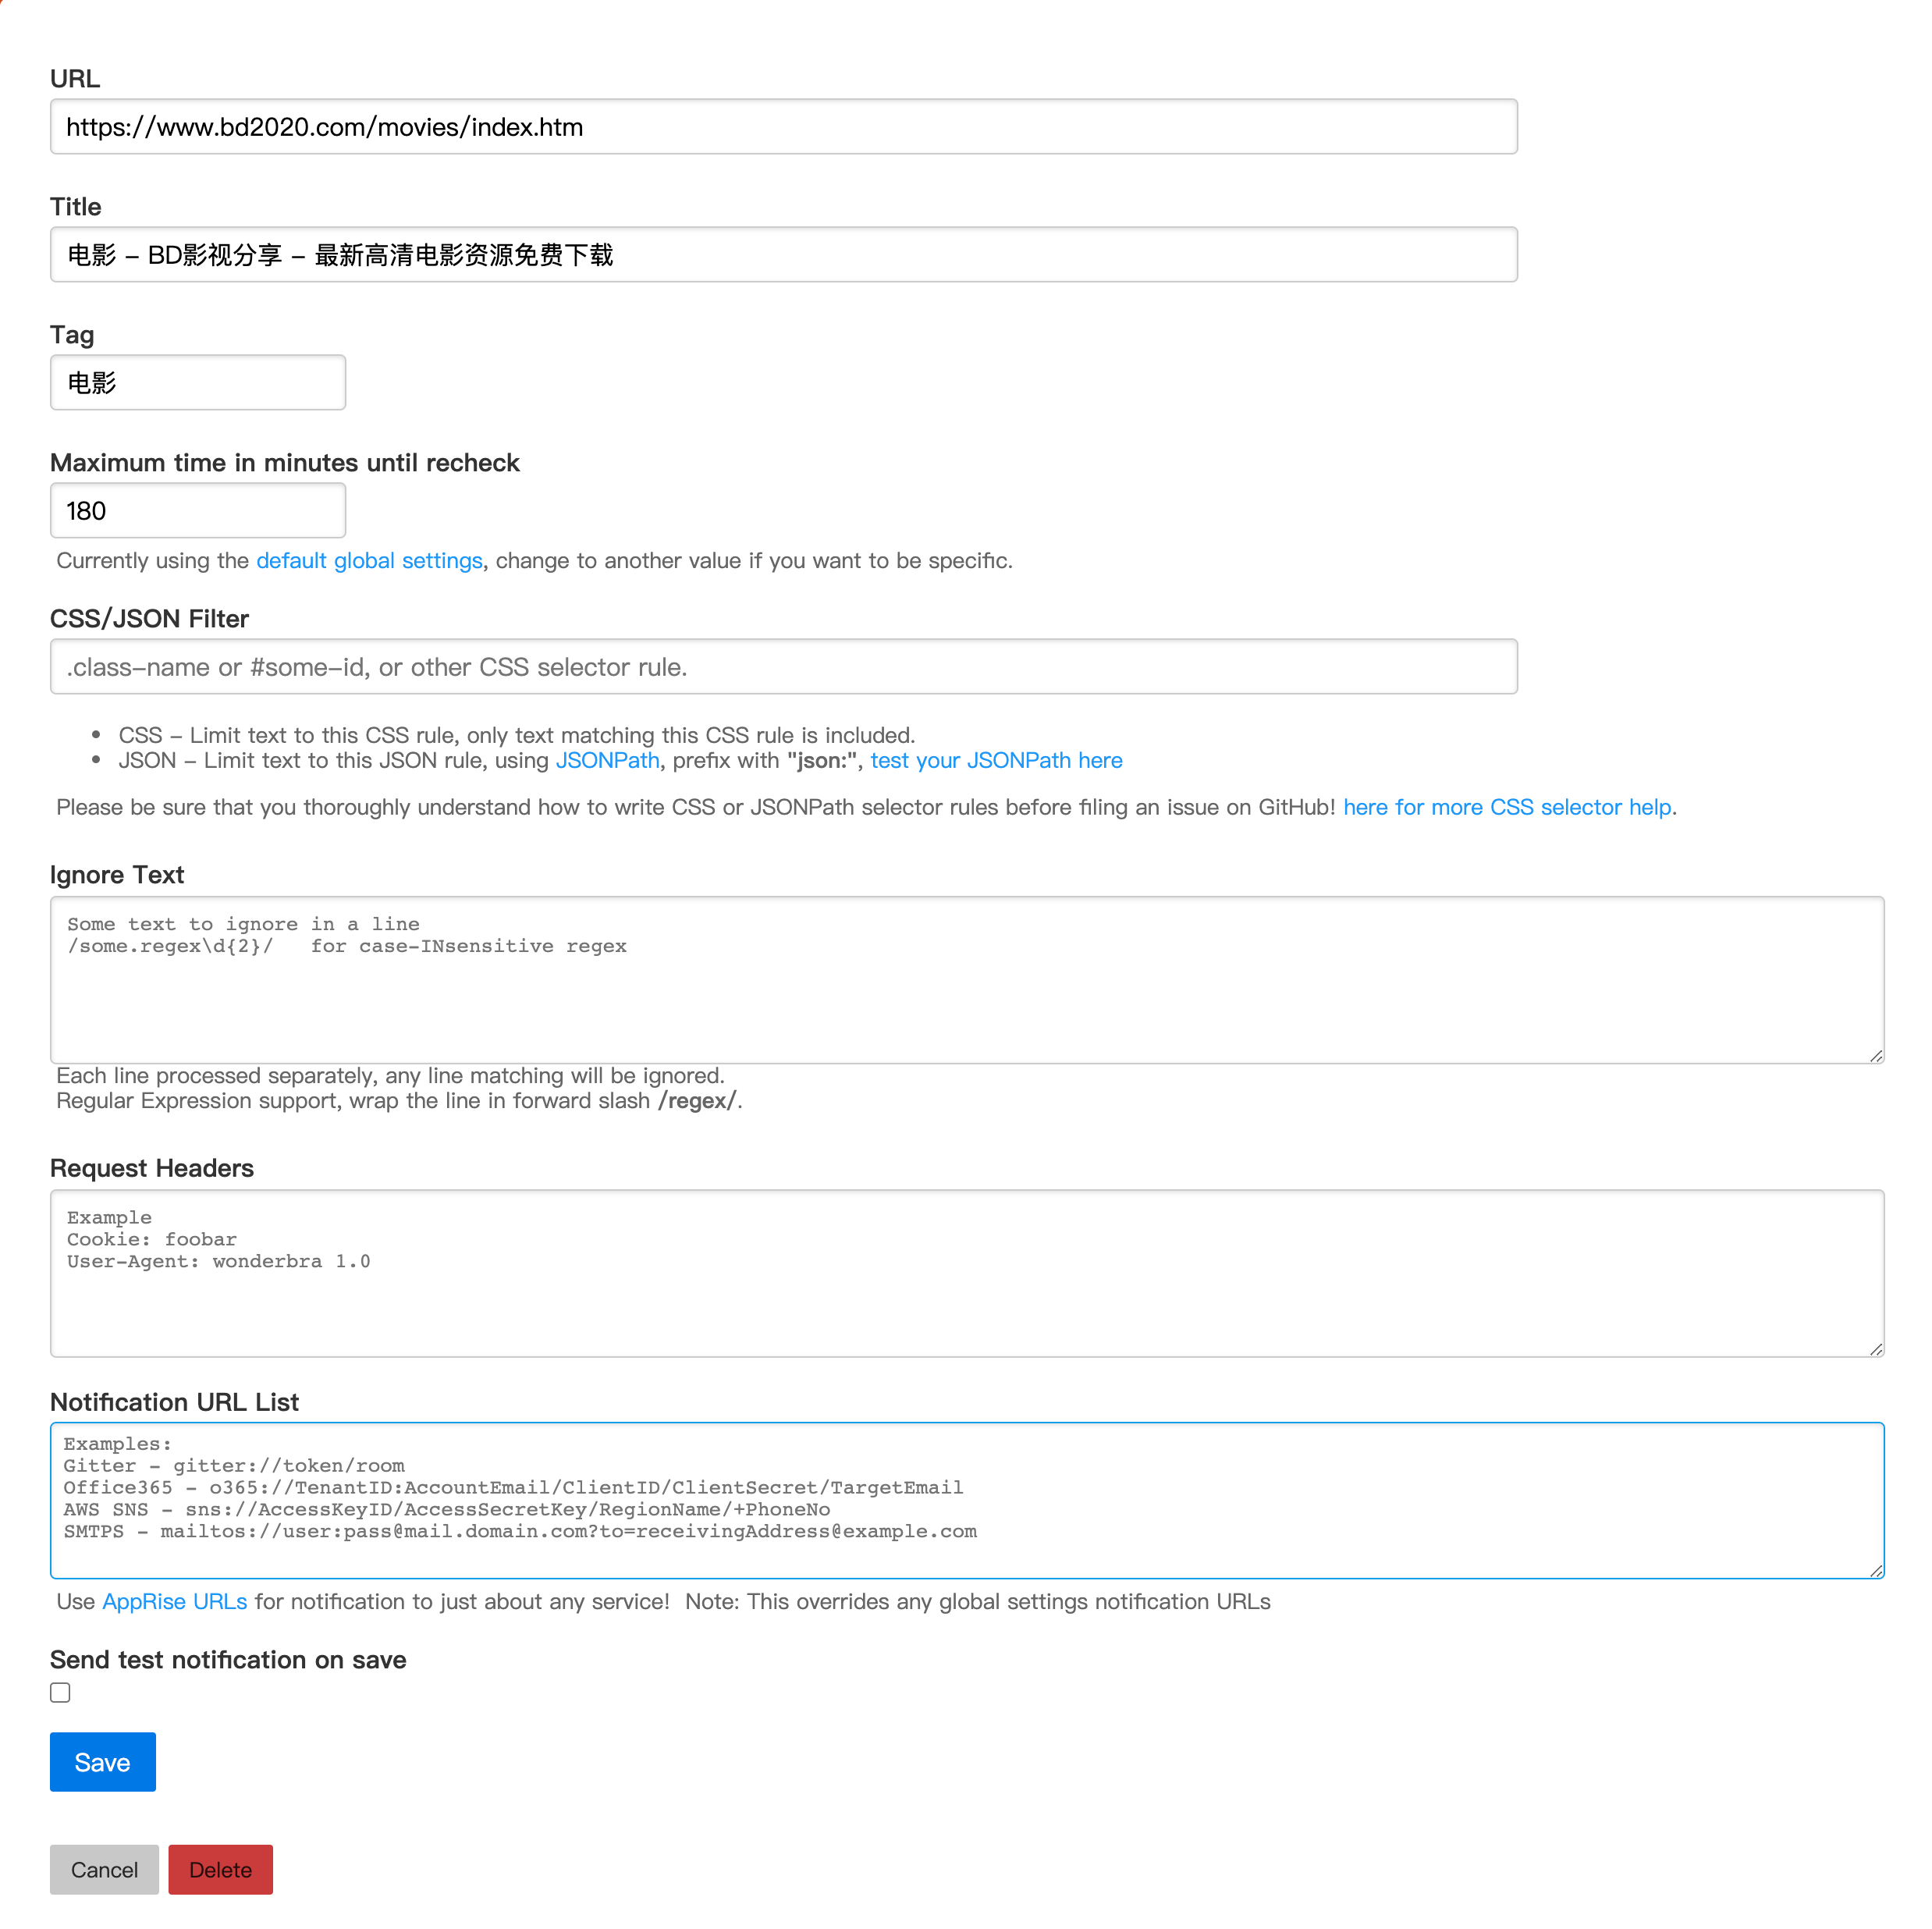 URL
https://www.bd2020.com/movies/index.htm
Title
电影 - BD影视分享 - 最新高清电影资源免费下载
Tag
电影
Maximum time in minutes until recheck
180
Currently using the default global settings, change to another value if you want to be specific.
CSS/JSON Filter
.class-name or #some-id, or other CSS selector rule.
• CSS - Limit text to this CSS rule, only text matching this CSS rule is included.
• JSON - Limit text to this JSON rule, using JSONPath, prefix with "json:", test your JSONPath here
Please be sure that you thoroughly understand how to write CSS or JSONPath selector rules before filing an issue on GitHub! here for more CSS selector help.
Ignore Text
Some text to ignore in a line
/some.regex\d{2}/   for case-INsensitive regex
Each line processed separately, any line matching will be ignored.
Regular Expression support, wrap the line in forward slash /regex/.
Request Headers
Example
Cookie: foobar
User-Agent: wonderbra 1.0
Notification URL List
Examples:
Gitter - gitter://token/room
Office365 - o365://TenantID:AccountEmail/ClientID/ClientSecret/TargetEmail
AWS SNS - sns://AccessKeyID/AccessSecretKey/RegionName/+PhoneNo
SMTPS - mailtos://user:pass@mail.domain.com?to=receivingAddress@example.com
Use AppRise URLs for notification to just about any service!  Note: This overrides any global settings notification URLs
Send test notification on save
Save
Cancel Delete